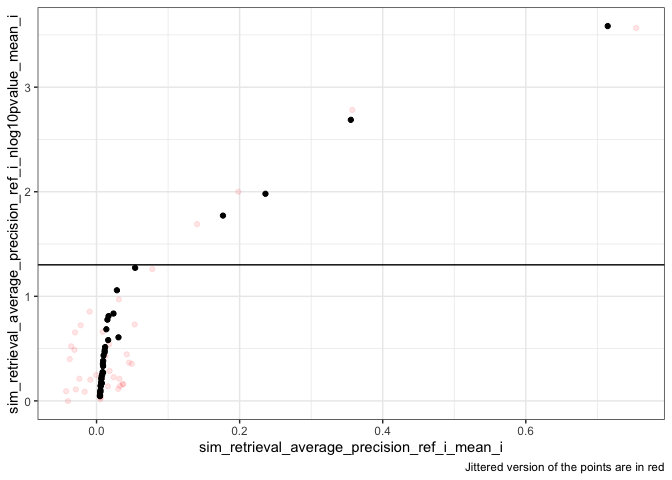 sim_retrieval_average_precision_ref_i_nlog10pvalue_mean_i
3
2
1
0
0.0 0.2 0.4 0.6
sim_retrieval_average_precision_ref_i_mean_i
Jittered version of the points are in red